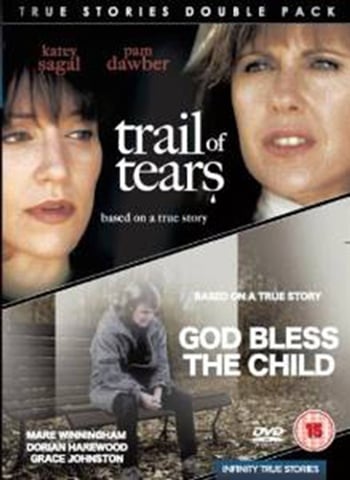 TRUE STORIES DOUBLE PACK
katey sagal
pam dawber
trail of
tears
based on a true story
BASED ON A TRUE STORY
GOD BLESS
THE CHILD
MARE WINNINGHAM
DORIAN HAREWOOD
GRACE JOHNSTON
DVD
VIDEO
15
INFINITY TRUE STORIES